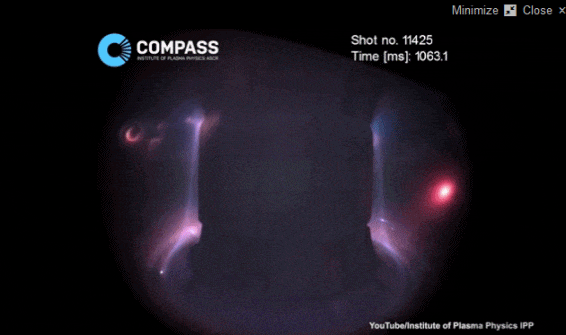 Minimize Close ×
COMPASS
INSTITUTE OF PLASMA PHYSICS ASCR
Shot no. 11425
Time [ms]: 1063.1
YouTube/Institute of Plasma Physics IPP